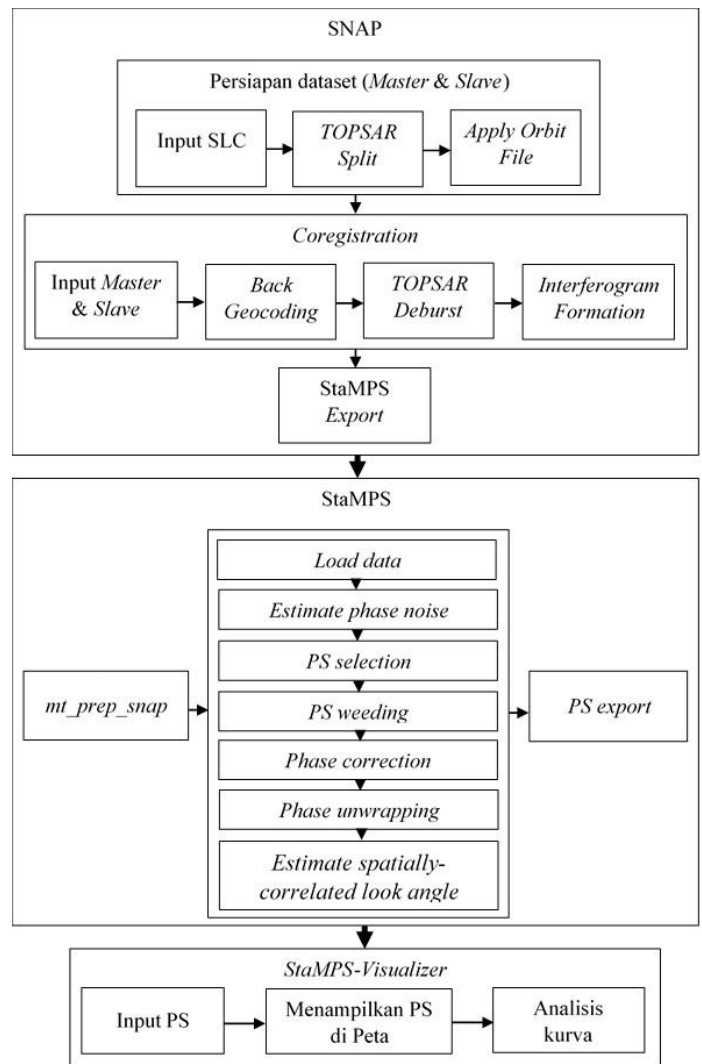 SNAP
Persiapan dataset (Master & Slave)
Input SLC
TOPSAR
Split
Apply Orbit
File
Coregistration
Input Master
& Slave
Back
Geocoding
TOPSAR
Deburst
Interferogram
Formation
StaMPS
Export
StaMPS
mt_prep_snap
Load data
Estimate phase noise
PS selection
PS weeding
Phase correction
Phase unwrapping
Estimate spatially-
correlated look angle
PS export
StaMPS-Visualizer
Input PS
Menampilkan PS
di Peta
Analisis
kurva